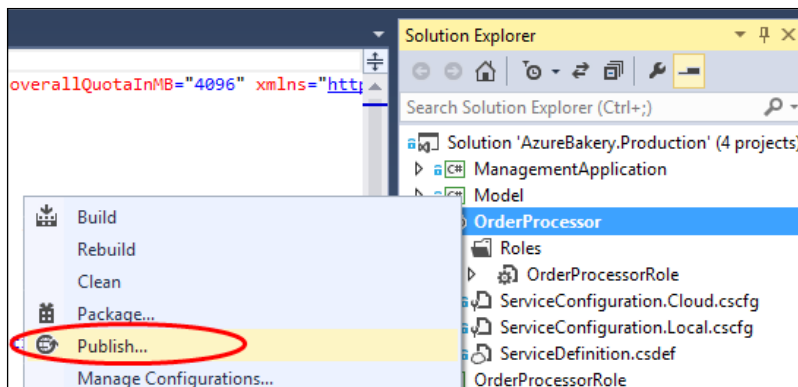 Solution Explorer
overallQuotaInMB="4096" xmlns="http
Search Solution Explorer (Ctrl+;)
Solution 'AzureBakery.Production' (4 projects)
C# ManagementApplication
C# Model
OrderProcessor
Roles
OrderProcessorRole
ServiceConfiguration.Cloud.cscfg
ServiceConfiguration.Local.cscfg
ServiceDefinition.csdef
OrderProcessorRole
Build
Rebuild
Clean
Package...
Publish...
Manage Configurations...